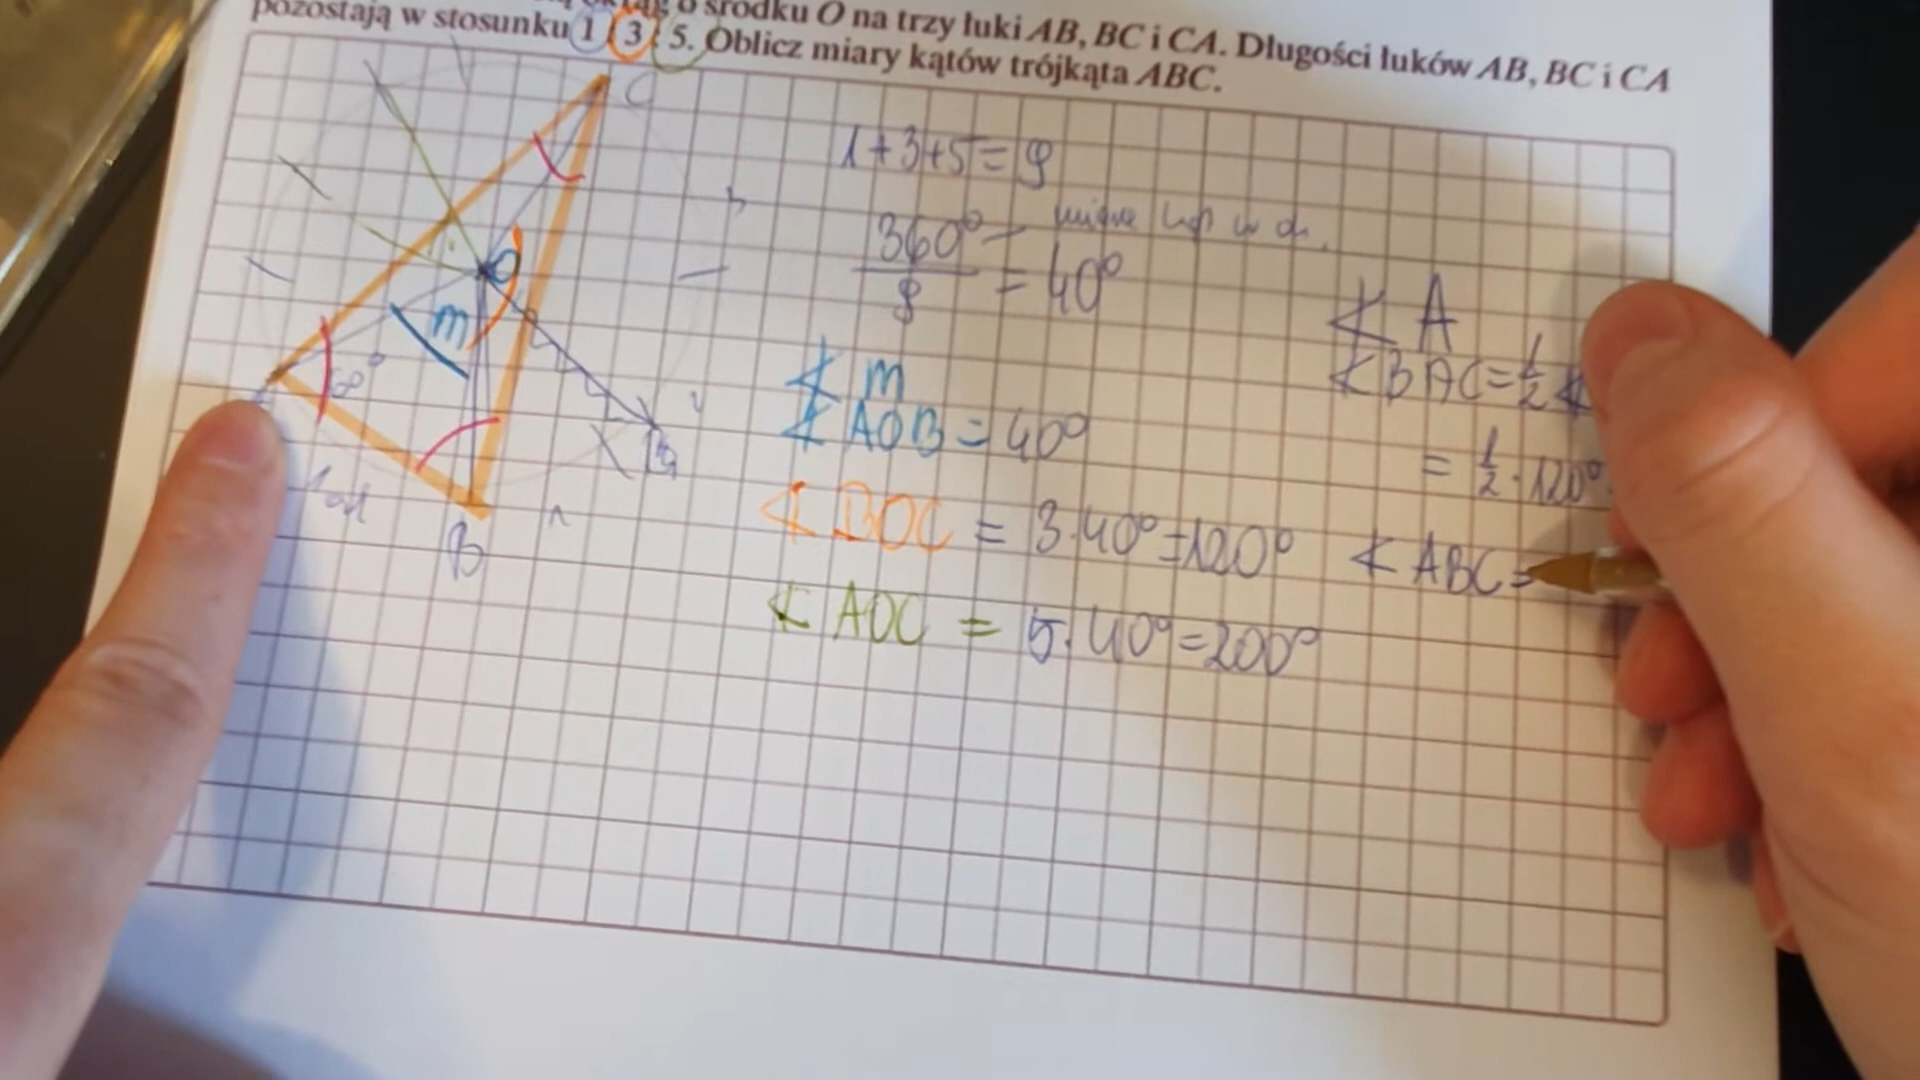 o środku O na trzy łuki AB, BC i CA. Długości łuków AB, BC i CA
pozostają w stosunku 1 : 3 : 5. Oblicz miary kątów trójkąta ABC.
C
O
m
B
1+3+5=9
360°
9
= 40°
∢ m
∢ AOB = 40°
∢ BOC = 3·40°=120°
∢ AOC = 5·40°=200°
∢ A
∢ BAC = 1/2 ∢
= 1/2 · 120°
∢ ABC =